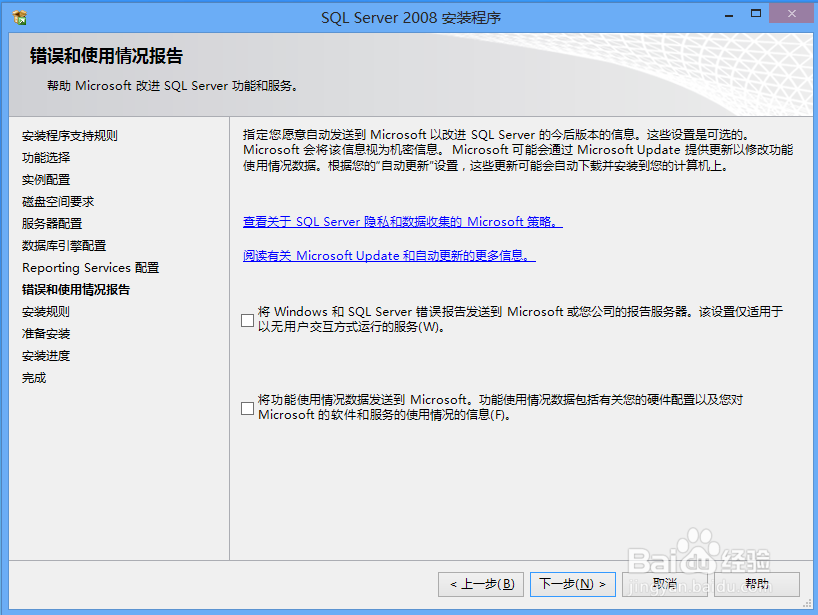 SQL Server 2008 安装程序
错误和使用情况报告
帮助 Microsoft 改进 SQL Server 功能和服务。
安装程序支持规则
功能选择
实例配置
磁盘空间要求
服务器配置
数据库引擎配置
Reporting Services 配置
错误和使用情况报告
安装规则
准备安装
安装进度
完成
指定您愿意自动发送到 Microsoft 以改进 SQL Server 的今后版本的信息。这些设置是可选的。
Microsoft 会将该信息视为机密信息。 Microsoft 可能会通过 Microsoft Update 提供更新以修改功能
使用情况数据。根据您的“自动更新”设置，这些更新可能会自动下载并安装到您的计算机上。
查看关于 SQL Server 隐私和数据收集的 Microsoft 策略。
阅读有关 Microsoft Update 和自动更新的更多信息。
将 Windows 和 SQL Server 错误报告发送到 Microsoft 或您公司的报告服务器。该设置仅适用于
以无用户交互方式运行的服务(W)。
将功能使用情况数据发送到 Microsoft。功能使用情况数据包括有关您的硬件配置以及您对
Microsoft 的软件和服务的使用情况的信息(F)。
< 上一步(B)
下一步(N) >
取消
帮助
Baidu 经验
jingyan.baidu.com